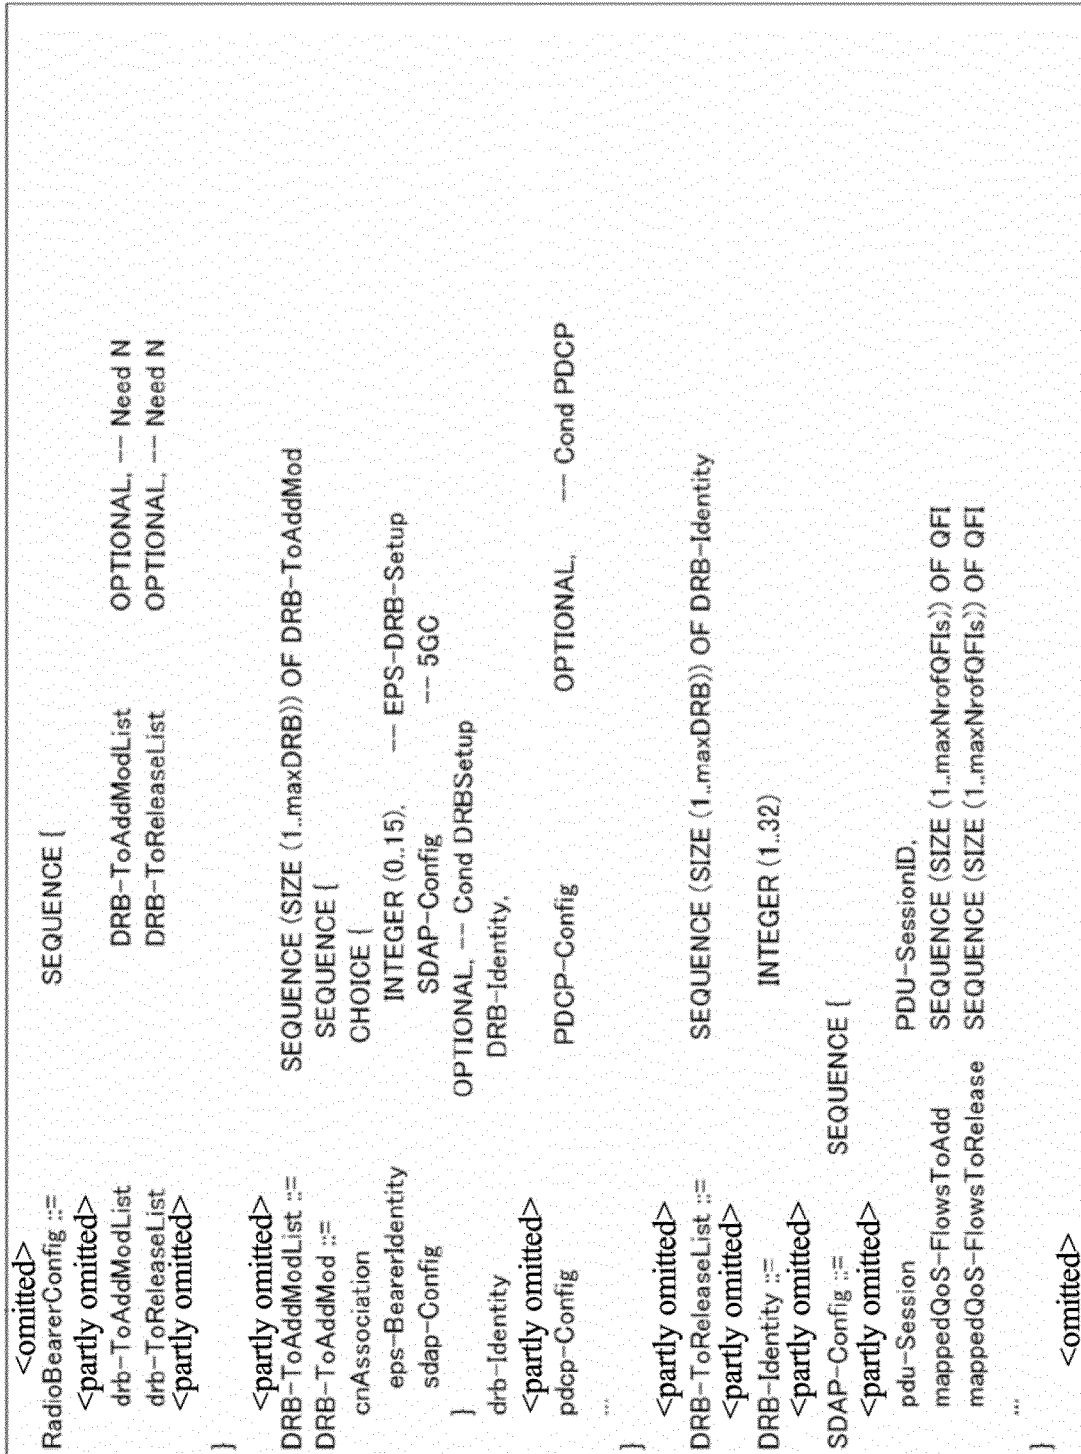 <omitted>
RadioBearerConfig ::= SEQUENCE {
<partly omitted>
drb-ToAddModList DRB-ToAddModList OPTIONAL, -- Need N
drb-ToReleaseList DRB-ToReleaseList OPTIONAL, -- Need N
<partly omitted>
}
<partly omitted>
DRB-ToAddModList ::= SEQUENCE (SIZE (1..maxDRB)) OF DRB-ToAddMod
DRB-ToAddMod ::= SEQUENCE {
cnAssociation CHOICE {
eps-BearerIdentity INTEGER (0..15), -- EPS-DRB-Setup
sdap-Config SDAP-Config -- 5GC
} OPTIONAL, -- Cond DRBSetup
drb-Identity DRB-Identity,
<partly omitted>
pdcp-Config PDCP-Config OPTIONAL, -- Cond PDCP
...
}
<partly omitted>
DRB-ToReleaseList ::= SEQUENCE (SIZE (1..maxDRB)) OF DRB-Identity
<partly omitted>
DRB-Identity ::= INTEGER (1..32)
<partly omitted>
SDAP-Config ::= SEQUENCE {
<partly omitted>
pdu-Session PDU-SessionID,
mappedQoS-FlowsToAdd SEQUENCE (SIZE (1..maxNrofQFIs)) OF QFI
mappedQoS-FlowsToRelease SEQUENCE (SIZE (1..maxNrofQFIs)) OF QFI
...
}
<omitted>